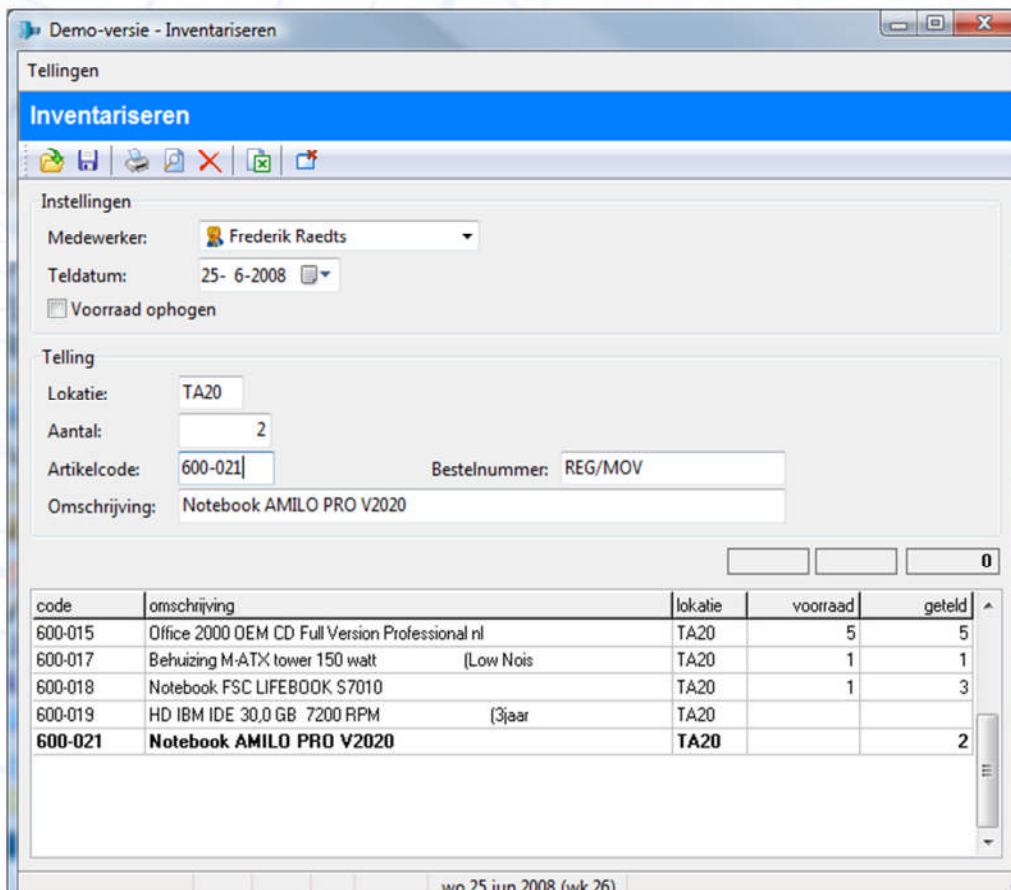 Demo-versie - Inventariseren
Tellingen
Inventariseren
Instellingen
Medewerker: Frederik Raedts
Teldatum: 25- 6-2008
Voorraad ophogen
Telling
Lokatie: TA20
Aantal: 2
Artikelcode: 600-021 Bestelnummer: REG/MOV
Omschrijving: Notebook AMILO PRO V2020
0
code omschrijving lokatie voorraad geteld
600-015 Office 2000 OEM CD Full Version Professional nl TA20 5 5
600-017 Behuizing M-ATX tower 150 watt (Low Nois TA20 1 1
600-018 Notebook FSC LIFEBOOK S7010 TA20 1 3
600-019 HD IBM IDE 30,0 GB 7200 RPM (3jaar TA20
600-021 Notebook AMILO PRO V2020 TA20 2
wo 25 jun 2008 (wk 26)